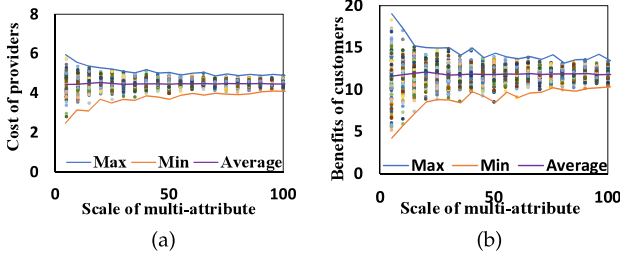 8
6
4
2
0
Cost of providers
Max Min Average
0 50 100
Scale of multi-attribute
(a)
20
15
10
5
0
Benefits of customers
Max Min Average
0 50 100
Scale of multi-attribute
(b)